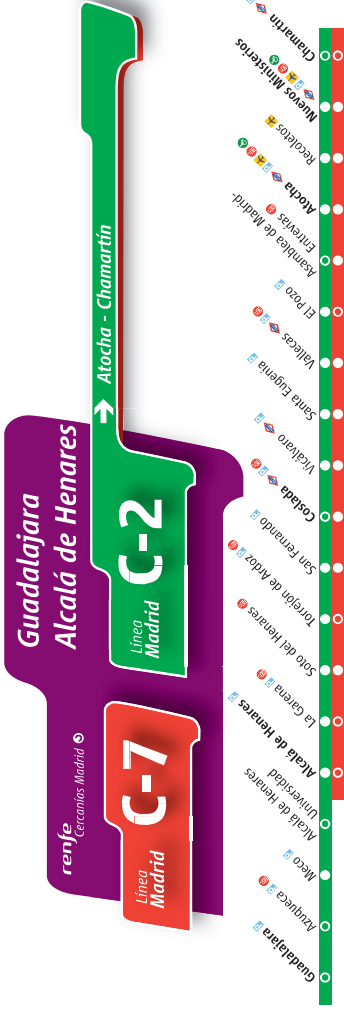 renfe
Cercanías Madrid
Guadalajara
Alcalá de Henares
Línea
Madrid
C-7
Línea
Madrid
C-2
Atocha - Chamartín
Guadalajara
Azuqueca
Meco
Alcalá de Henares
Universidad
Alcalá de Henares
La Garena
Soto del Henares
Torrejón de Ardoz
San Fernando
Coslada
Vicálvaro
Santa Eugenia
Vallecas
El Pozo
Asamblea de Madrid-
Entrevías
Atocha
Recoletos
Nuevos Ministerios
Chamartín